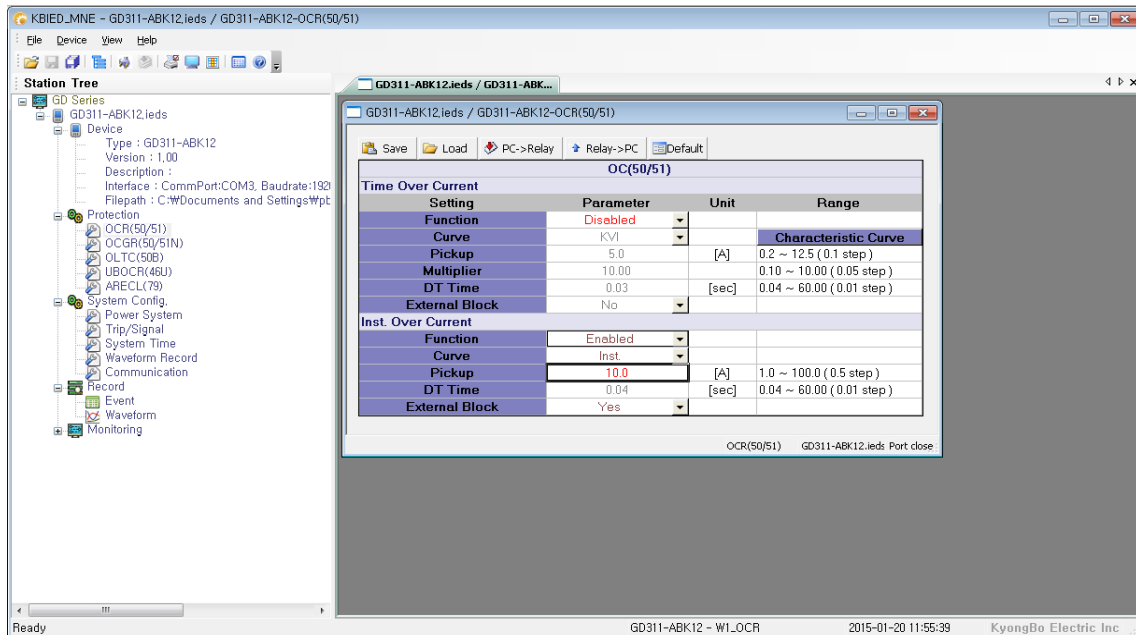 KBIED_MNE - GD311-ABK12.ieds / GD311-ABK12-OCR(50/51)
File Device View Help
Station Tree
GD Series
GD311-ABK12.ieds
Device
Type : GD311-ABK12
Version : 1.00
Description :
Interface : CommPort:COM3, Baudrate:192
Filepath : C:₩Documents and Settings₩pb
Protection
OCR(50/51)
OCGR(50/51N)
OLTC(50B)
UBOCR(46U)
ARECL(79)
System Config.
Power System
Trip/Signal
System Time
Waveform Record
Communication
Record
Event
Waveform
Monitoring
GD311-ABK12.ieds / GD311-ABK...
GD311-ABK12.ieds / GD311-ABK12-OCR(50/51)
Save Load PC->Relay Relay->PC Default
OC(50/51)
Time Over Current
Setting Parameter Unit Range
Function Disabled
Curve KVI Characteristic Curve
Pickup 5.0 [A] 0.2 ~ 12.5 ( 0.1 step )
Multiplier 10.00 0.10 ~ 10.00 ( 0.05 step )
DT Time 0.03 [sec] 0.04 ~ 60.00 ( 0.01 step )
External Block No
Inst. Over Current
Function Enabled
Curve Inst.
Pickup 10.0 [A] 1.0 ~ 100.0 ( 0.5 step )
DT Time 0.04 [sec] 0.04 ~ 60.00 ( 0.01 step )
External Block Yes
OCR(50/51) GD311-ABK12.ieds Port close
Ready GD311-ABK12 - W1_OCR 2015-01-20 11:55:39 KyongBo Electric Inc